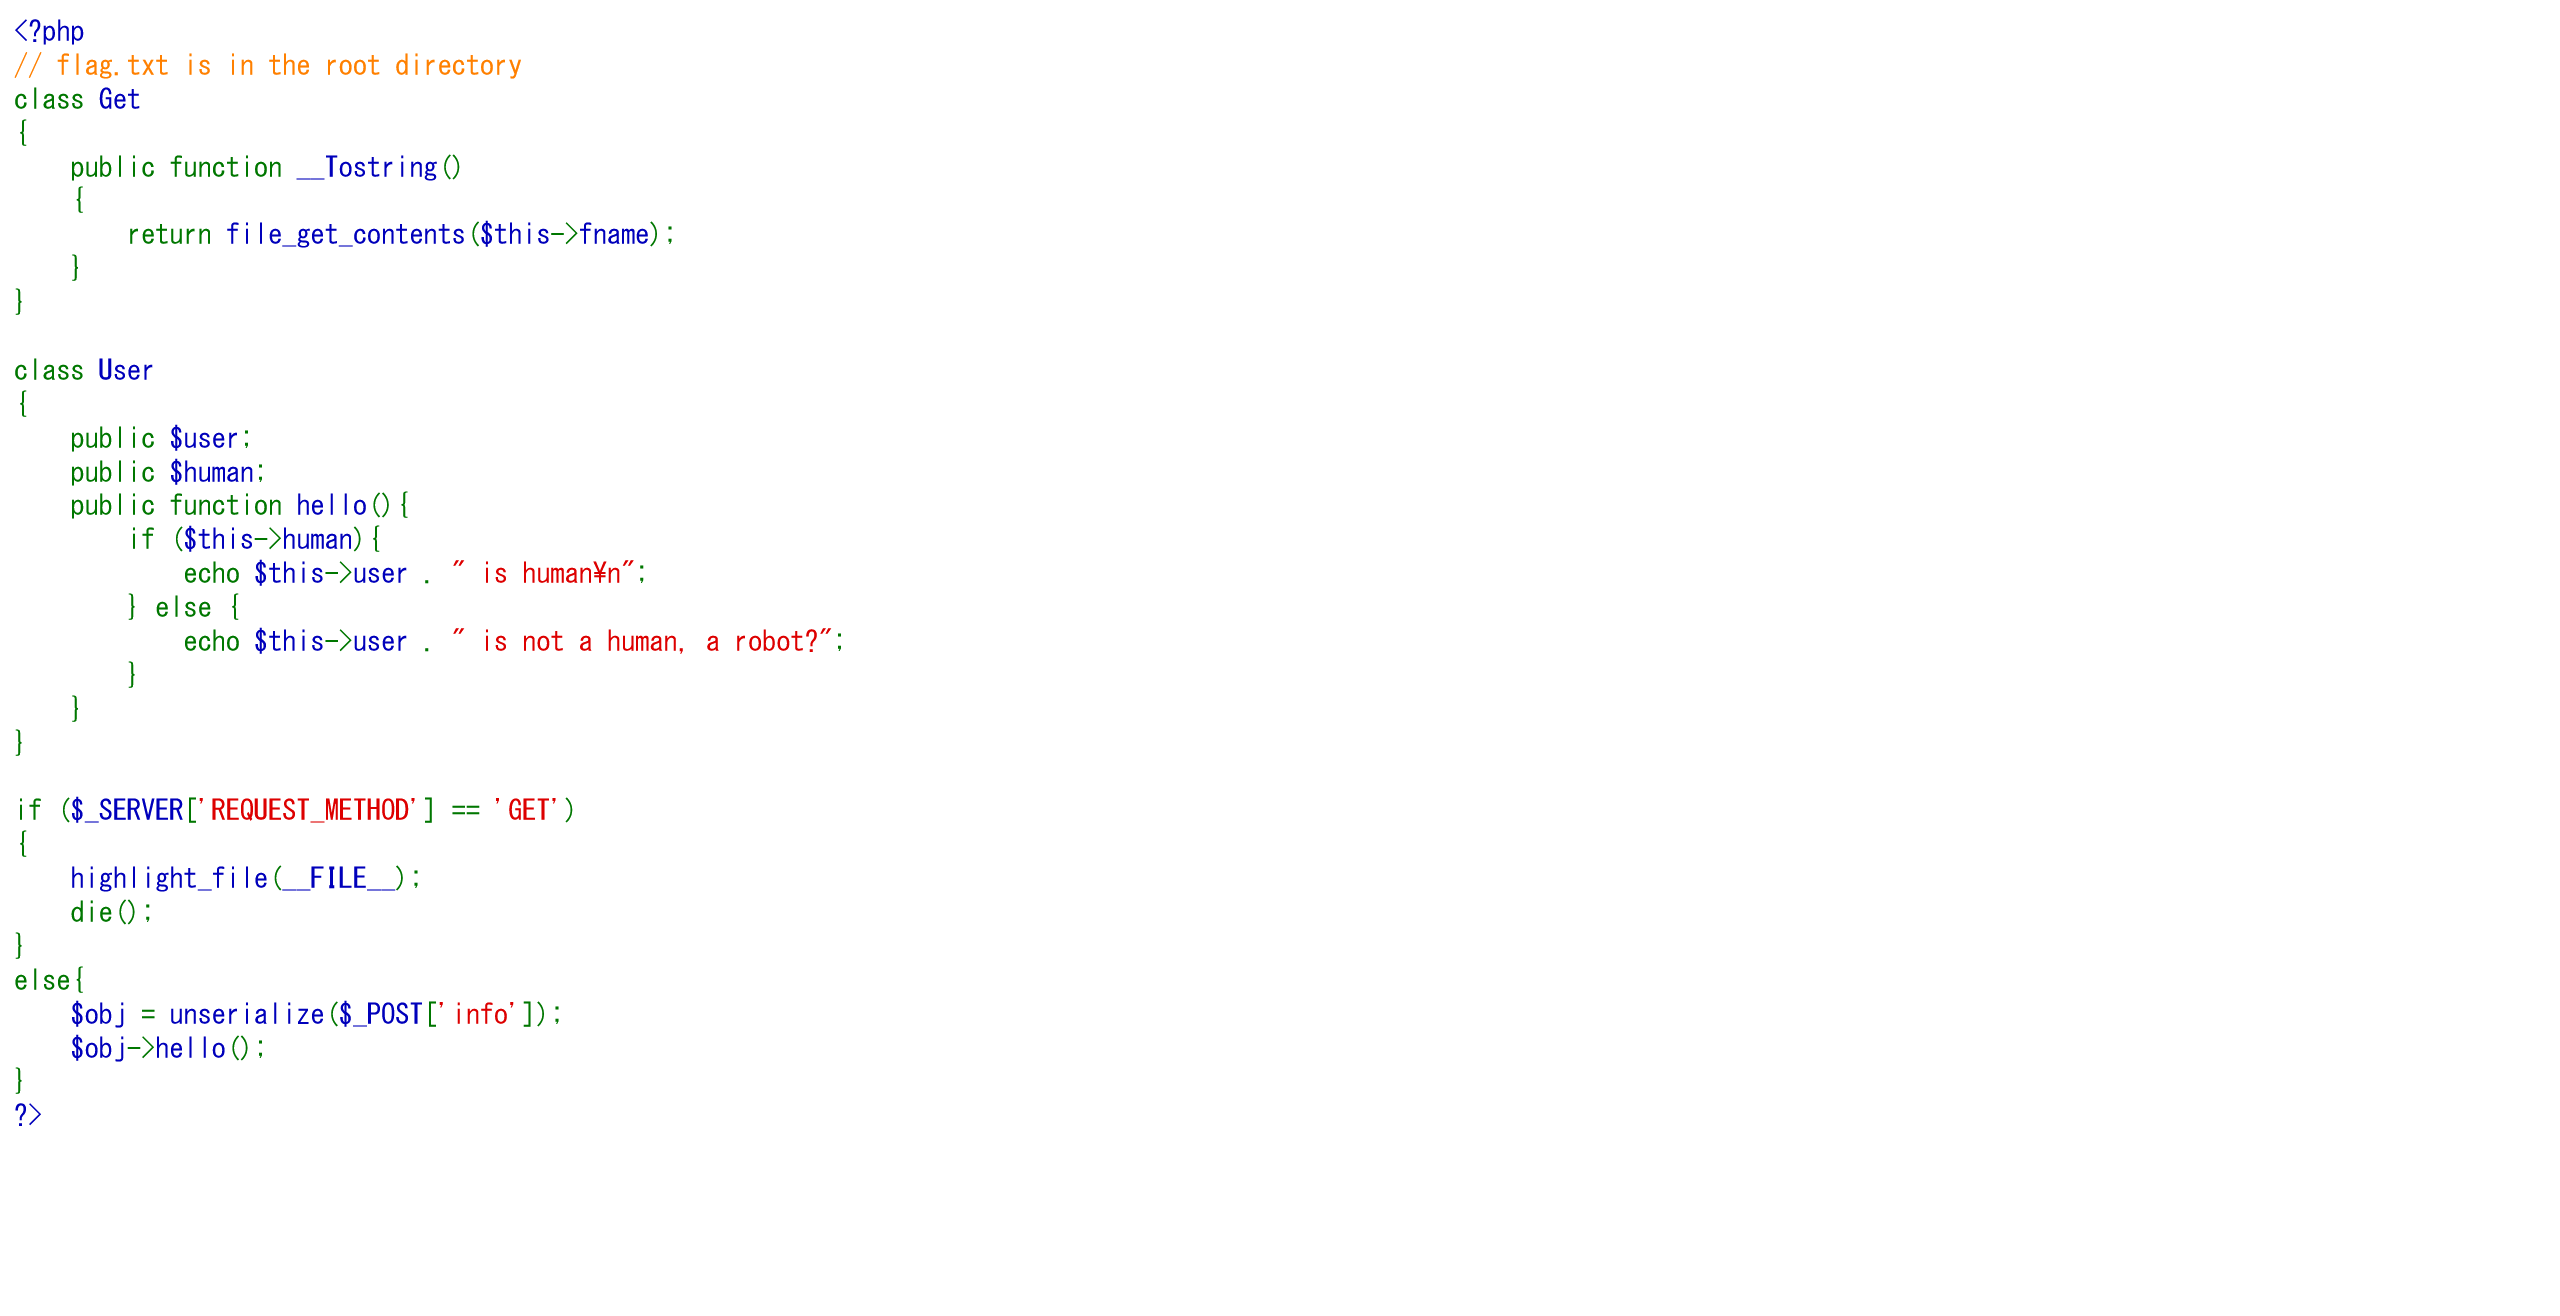 <?php
// flag.txt is in the root directory
class Get
{
    public function __Tostring()
    {
        return file_get_contents($this->fname);
    }
}

class User
{
    public $user;
    public $human;
    public function hello(){
        if ($this->human){
            echo $this->user . " is human¥n";
        } else {
            echo $this->user . " is not a human, a robot?";
        }
    }
}

if ($_SERVER['REQUEST_METHOD'] == 'GET')
{
    highlight_file(__FILE__);
    die();
}
else{
    $obj = unserialize($_POST['info']);
    $obj->hello();
}
?>